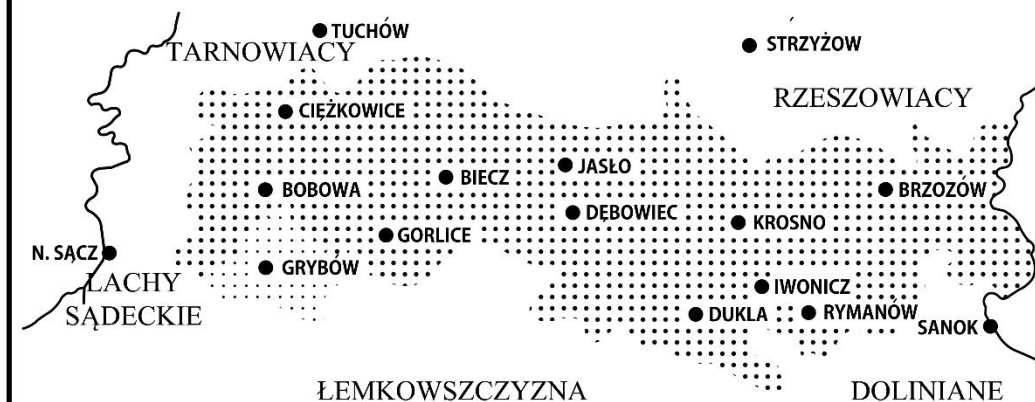 TUCHÓW
STRZYŻOW
TARNOWIACY
RZESZOWIACY
CIĘŻKOWICE
JASŁO
BIECZ
BOBOWA
BRZOZÓW
DĘBOWIEC
KROSNO
GORLICE
N. SĄCZ
GRYBÓW
LACHY
SĄDECKIE
IWONICZ
DUKLA
RYMANÓW
SANOK
ŁEMKOWSZCZYZNA
DOLINIANE